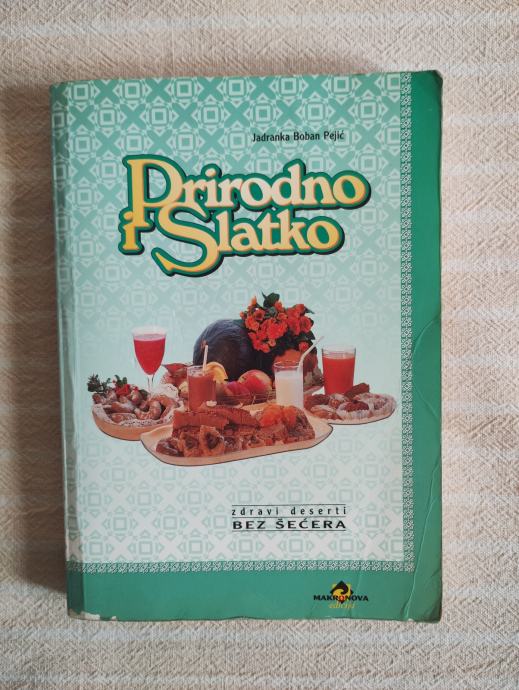 Jadranka Boban Pejić
Prirodno
i Slatko
zdravi deserti
BEZ ŠEĆERA
MAKRONOVA
edicija